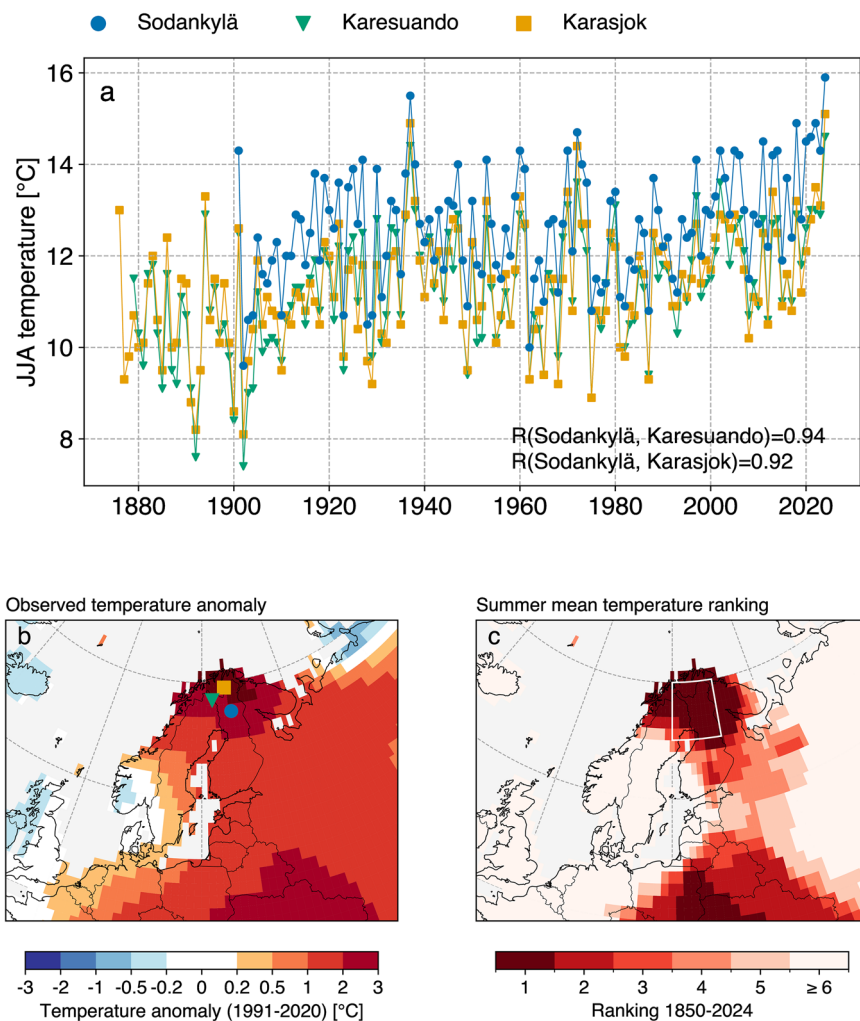 Sodankylä Karesuando Karasjok
a
16
14
12
10
8
JJA temperature [°C]
R(Sodankylä, Karesuando)=0.94
R(Sodankylä, Karasjok)=0.92
1880 1900 1920 1940 1960 1980 2000 2020
Observed temperature anomaly
b
-3 -2 -1 -0.5 -0.2 0 0.2 0.5 1 2 3
Temperature anomaly (1991-2020) [°C]
Summer mean temperature ranking
c
1 2 3 4 5 ≥ 6
Ranking 1850-2024